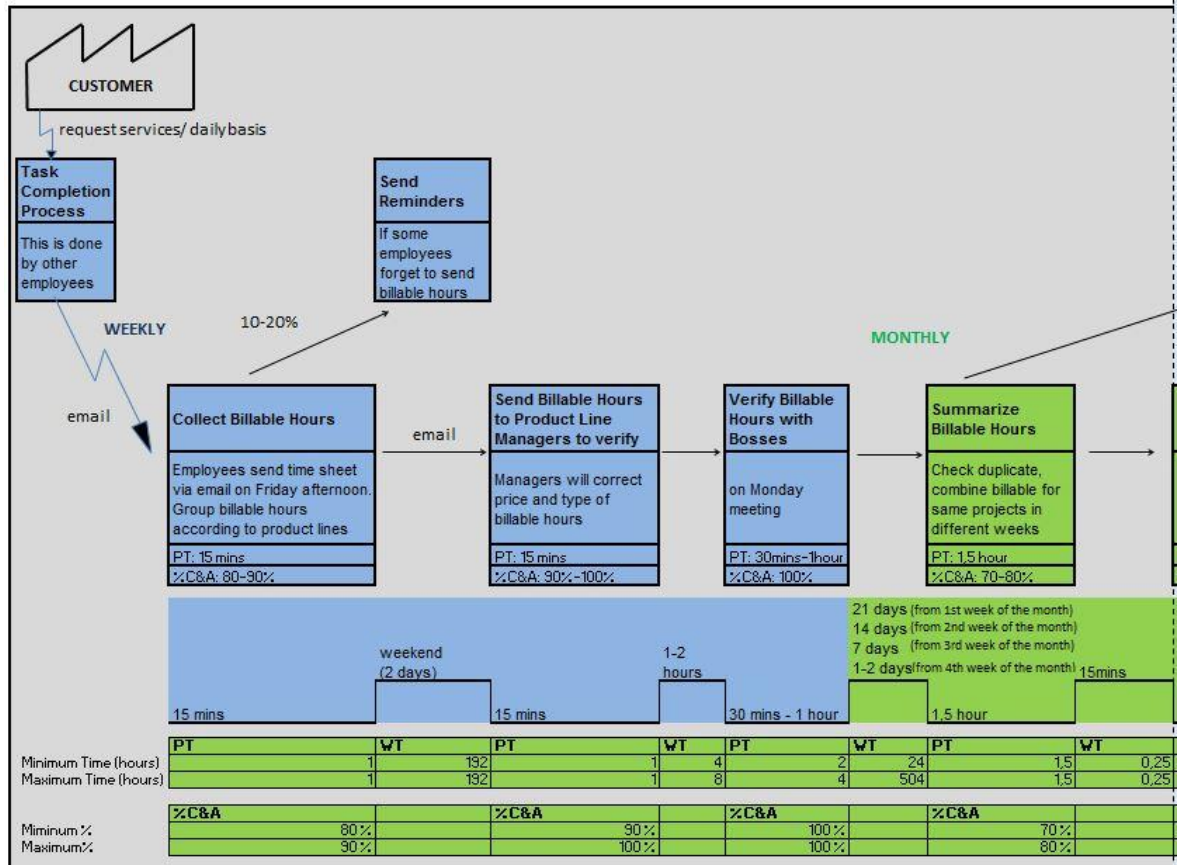 CUSTOMER
request services/ daily basis
Task
Completion
Process
This is done
by other
employees
Send
Reminders
If some
employees
forget to send
billable hours
WEEKLY
10-20%
MONTHLY
email
Collect Billable Hours
Employees send time sheet
via email on Friday afternoon.
Group billable hours
according to product lines
PT: 15 mins
%C&A: 80-90%
email
Send Billable Hours
to Product Line
Managers to verify
Managers will correct
price and type of
billable hours
PT: 15 mins
%C&A: 90%-100%
Verify Billable
Hours with
Bosses
on Monday
meeting
PT: 30mins-1hour
%C&A: 100%
Summarize
Billable Hours
Check duplicate,
combine billable for
same projects in
different weeks
PT: 1,5 hour
%C&A: 70-80%
21 days (from 1st week of the month)
14 days (from 2nd week of the month)
7 days (from 3rd week of the month)
1-2 days (from 4th week of the month)
weekend
(2 days)
1-2
hours
15mins
15 mins
15 mins
30 mins - 1 hour
1,5 hour
PT WT PT WT PT WT PT WT
Minimum Time (hours) 1 192 1 4 2 24 1,5 0,25
Maximum Time (hours) 1 192 1 8 4 504 1,5 0,25
%C&A %C&A %C&A %C&A
Miminum % 80% 90% 100% 70%
Maximum% 90% 100% 100% 80%